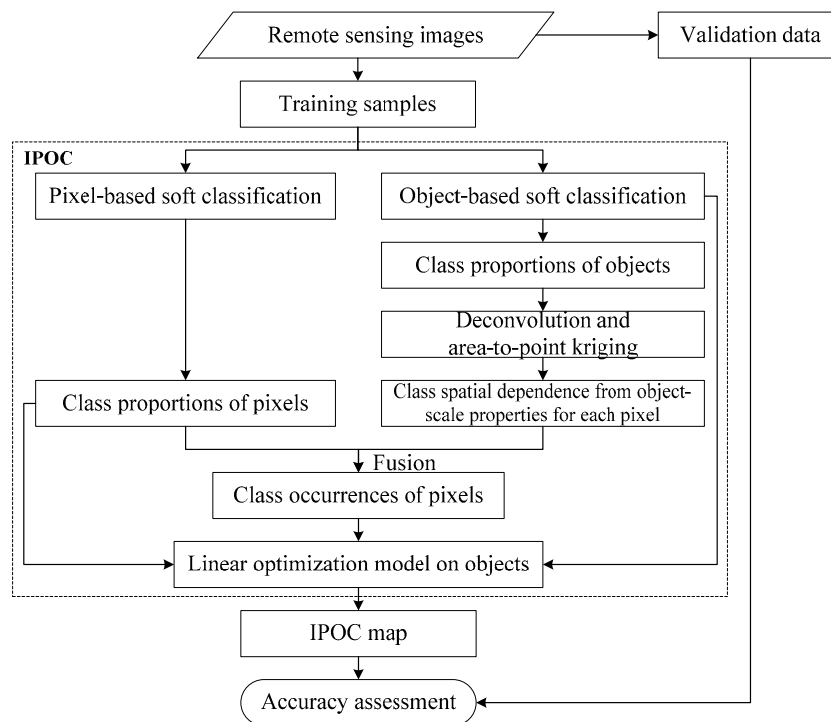 Remote sensing images
Validation data
Training samples
IPOC
Pixel-based soft classification
Object-based soft classification
Class proportions of objects
Deconvolution and
area-to-point kriging
Class proportions of pixels
Class spatial dependence from object-
scale properties for each pixel
Fusion
Class occurrences of pixels
Linear optimization model on objects
IPOC map
Accuracy assessment